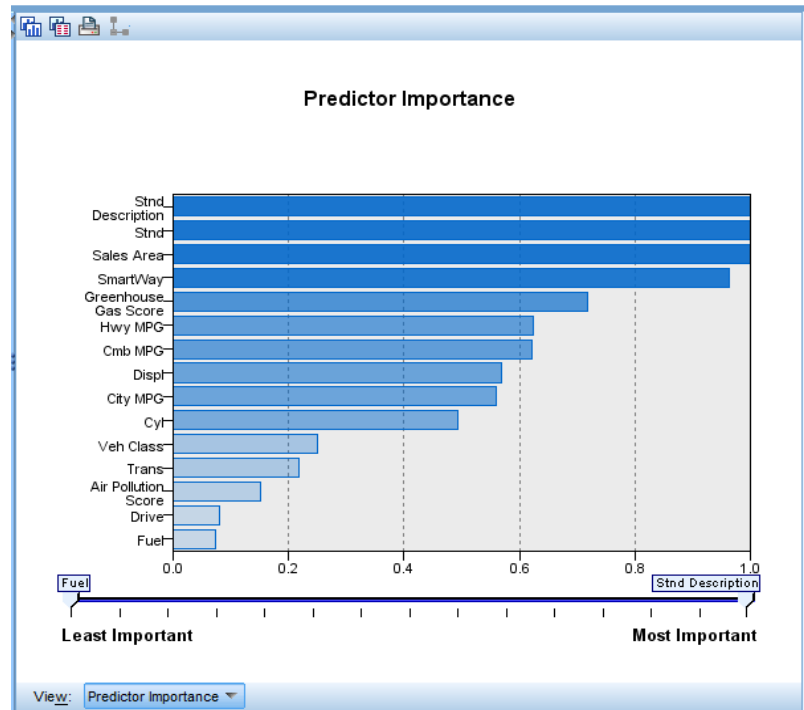 Predictor Importance
Stnd
Description
Stnd
Sales Area
SmartWay
Greenhouse
Gas Score
Hwy MPG
Cmb MPG
Displ
City MPG
Cyl
Veh Class
Trans
Air Pollution
Score
Drive
Fuel
0.0 0.2 0.4 0.6 0.8 1.0
Fuel Stnd Description
Least Important Most Important
View: Predictor Importance